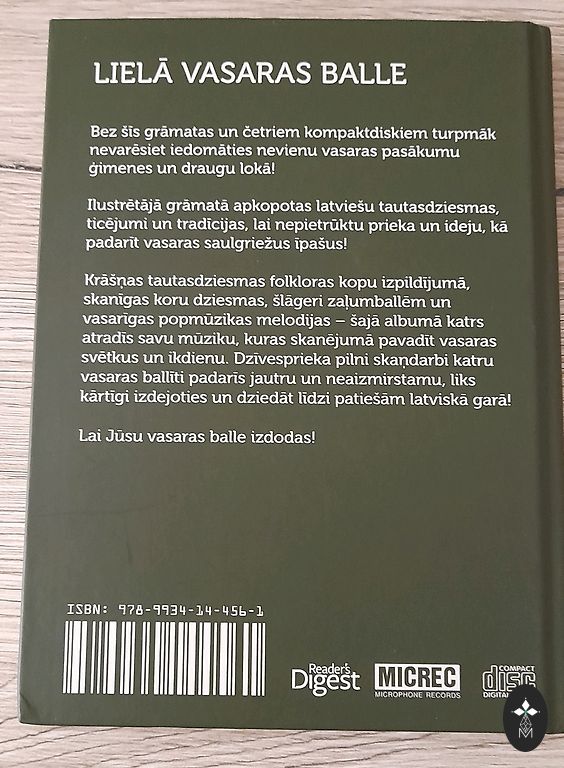 LIELĀ VASARAS BALLE
Bez šīs grāmatas un četriem kompaktdiskiem turpmāk
nevarēsiet iedomāties nevienu vasaras pasākumu
ģimenes un draugu lokā!
Ilustrētājā grāmatā apkopotas latviešu tautasdziesmas,
ticējumi un tradīcijas, lai nepietrūktu prieka un ideju, kā
padarīt vasaras saulgriežus īpašus!
Krāšņas tautasdziesmas folkloras kopu izpildījumā,
skanīgas koru dziesmas, šlāgeri zaļumballēm un
vasarīgas popmūzikas melodijas – šajā albumā katrs
atradīs savu mūziku, kuras skanējumā pavadīt vasaras
svētkus un ikdienu. Dzīvesprieka pilni skaņdarbi katru
vasaras ballīti padarīs jautru un neaizmirstamu, liks
kārtīgi izdejoties un dziedāt līdzi patiešām latviskā garā!
Lai Jūsu vasaras balle izdodas!
ISBN: 978-9934-14-456-1
Reader's
Digest
MICREC
MICROPHONE RECORDS
COMPACT
disc
DIGITAL
M